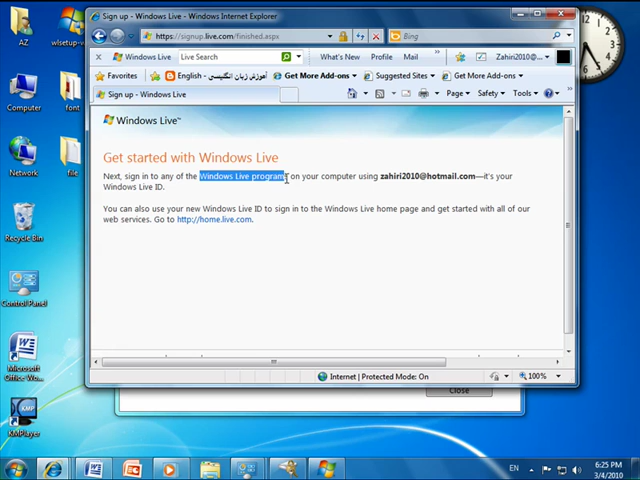 Sign up - Windows Live - Windows Internet Explorer
https://signup.live.com/finished.aspx
Bing
Windows Live
Live Search
What's New
Profile
Mail
»
Zahiri2010@...
Favorites
English - آموزش زبان انگلیسی
Get More Add-ons
Suggested Sites
Get More Add-ons
Sign up - Windows Live
Page
Safety
Tools
»
Windows Live™
Get started with Windows Live
Next, sign in to any of the Windows Live programs on your computer using zahiri2010@hotmail.com—it's your
Windows Live ID.
You can also use your new Windows Live ID to sign in to the Windows Live home page and get started with all of our
web services. Go to http://home.live.com.
Internet | Protected Mode: On
100%
Close
AZ
wlsetup-w
Computer
font
Network
file
Recycle Bin
Control Panel
Microsoft
Office Wo...
KMPlayer
EN
6:25 PM
3/4/2010